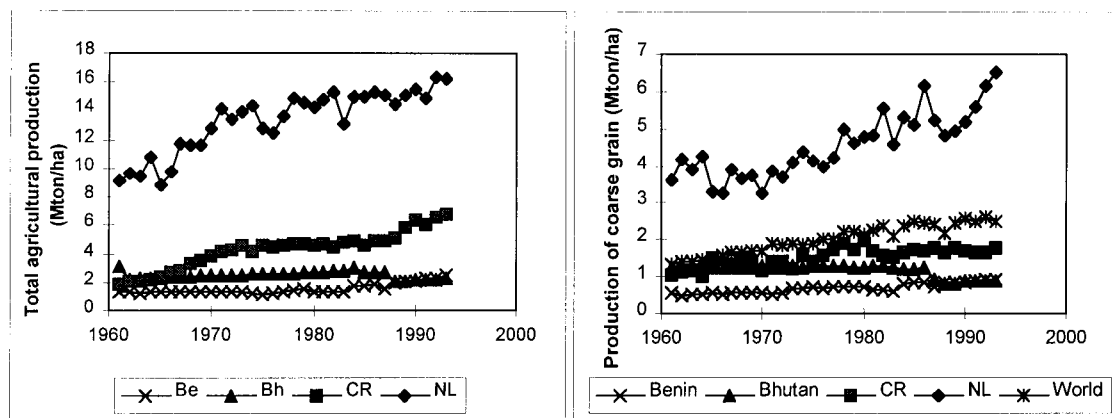 Total agricultural production
(Mton/ha)
18
16
14
12
10
8
6
4
2
0
1960
1970
1980
1990
2000
Be
Bh
CR
NL
Production of coarse grain (Mton/ha)
7
6
5
4
3
2
1
0
1960
1970
1980
1990
2000
Benin
Bhutan
CR
NL
World